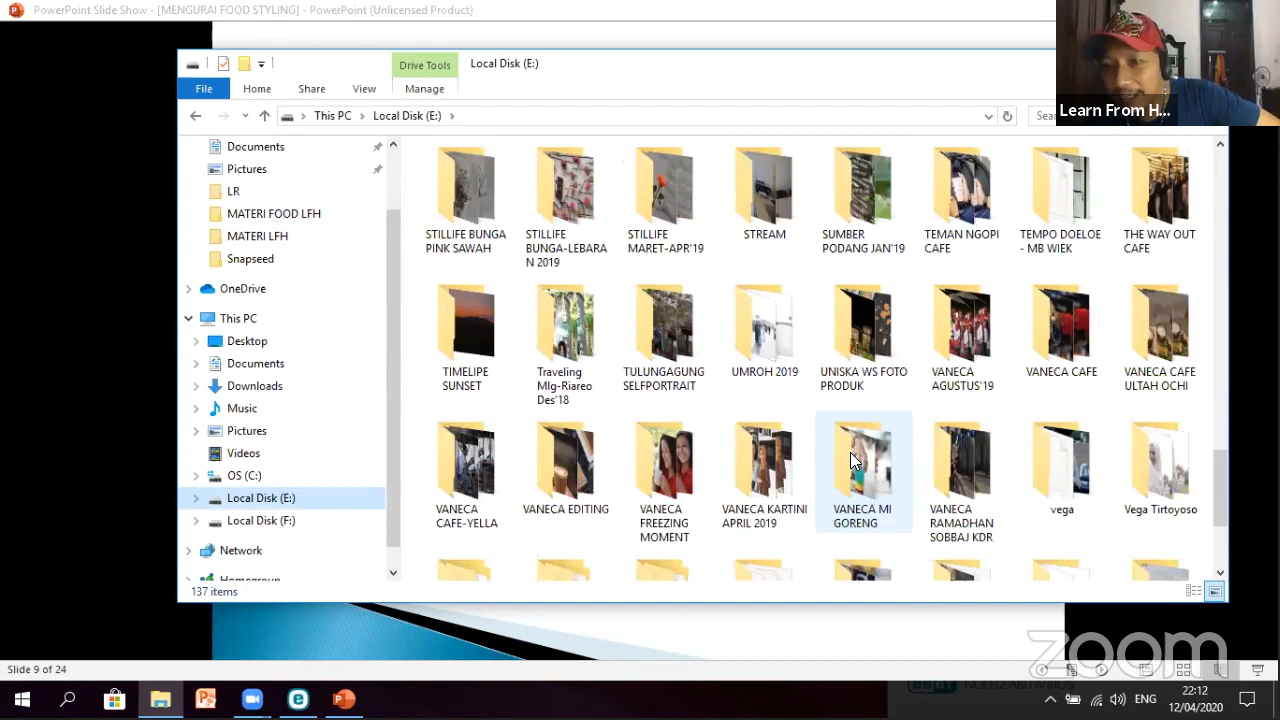 PowerPoint Slide Show - [MENGURAI FOOD STYLING] - PowerPoint (Unlicensed Product)
Drive Tools
Local Disk (E:)
File
Home
Share
View
Manage
This PC
Local Disk (E:)
Sea
Learn From H...
Documents
Pictures
LR
MATERI FOOD LFH
MATERI LFH
Snapseed
OneDrive
This PC
Desktop
Documents
Downloads
Music
Pictures
Videos
OS (C:)
Local Disk (E:)
Local Disk (F:)
Network
Homegroup
STILLIFE BUNGA
PINK SAWAH
STILLIFE
BUNGA-LEBARA
N 2019
STILLIFE
MARET-APR'19
STREAM
SUMBER
PODANG JAN'19
TEMAN NGOPI
CAFE
TEMPO DOELOE
- MB WIEK
THE WAY OUT
CAFE
TIMELIPE
SUNSET
Traveling
Mlg-Riareo
Des'18
TULUNGAGUNG
SELFPORTRAIT
UMROH 2019
UNISKA WS FOTO
PRODUK
VANECA
AGUSTUS'19
VANECA CAFE
VANECA CAFE
ULTAH OCHI
VANECA
CAFE-YELLA
VANECA EDITING
VANECA
FREEZING
MOMENT
VANECA KARTINI
APRIL 2019
VANECA MI
GORENG
VANECA
RAMADHAN
SOBBAJ KDR
vega
Vega Tirtoyoso
137 items
zoom
Slide 9 of 24
ENG
22:12
12/04/2020